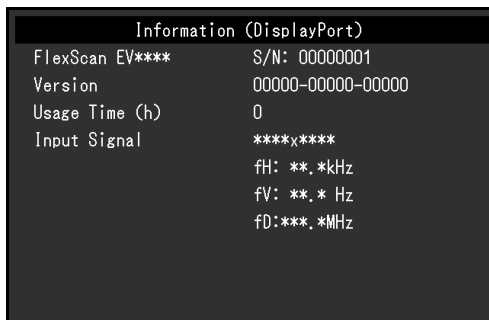 Information (DisplayPort)
FlexScan EV**** S/N: 00000001
Version 00000-00000-00000
Usage Time (h) 0
Input Signal ****x****
fH: **.*kHz
fV: **.* Hz
fD:***.*MHz